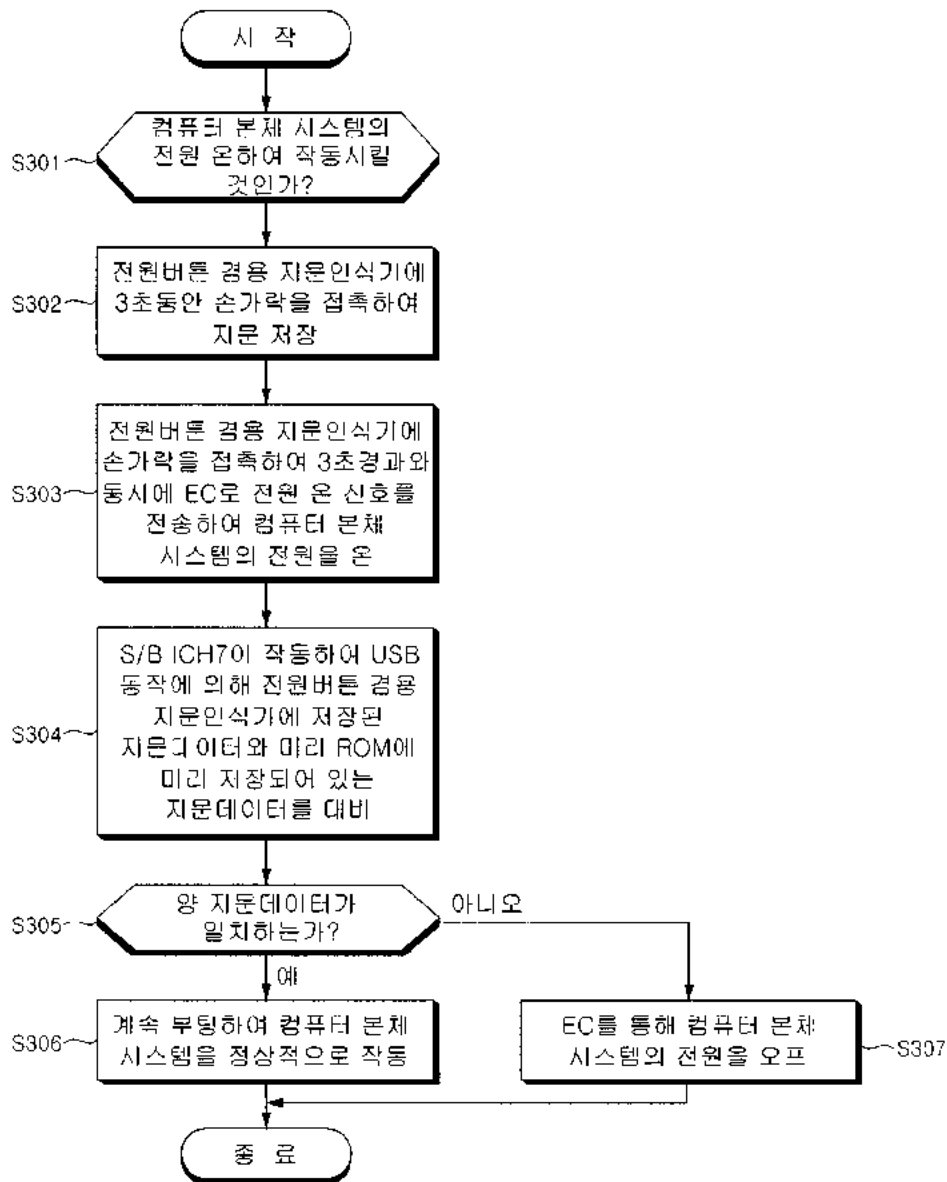 시 작
컴퓨터 본체 시스템의
S301
전원 온하여 작동시킬
것인가?
전원버튼 겸용 지문인식기에
S302
3초동안 손가락을 접촉하여
지문 저장
전원버튼 겸용 지문인식기에
손가락을 접촉하여 3초경과와
S303
동시에 EC로 전원 온 신호를
전송하여 컴퓨터 본체
시스템의 전원을 온
S/B ICH7이 작동하여 USB
동작에 의해 전원버튼 겸용
지문인식기에 저장된
S304
지문데이터와 미리 ROM에
미리 저장되어 있는
지문데이터를 대비
양 지문데이터가
S305
일치하는가?
아니오
예
계속 부팅하여 컴퓨터 본체
S306
시스템을 정상적으로 작동
EC를 통해 컴퓨터 본체
시스템의 전원을 오프
S307
종 료